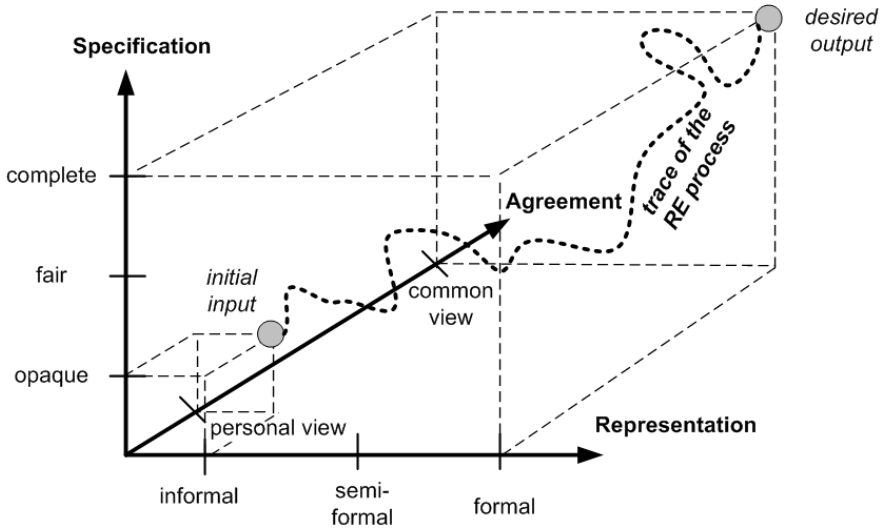 desired
output
Specification
complete
trace of the
RE process
Agreement
fair
initial
input
common
view
opaque
personal view
Representation
informal
semi-
formal
formal